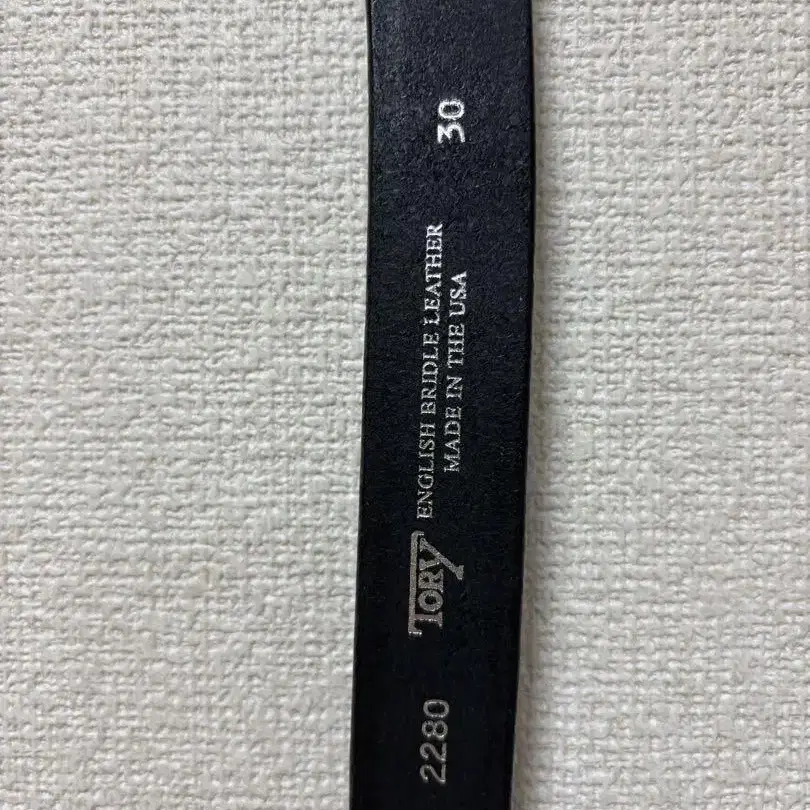 2280
TORY
ENGLISH BRIDLE LEATHER
MADE IN THE USA
30